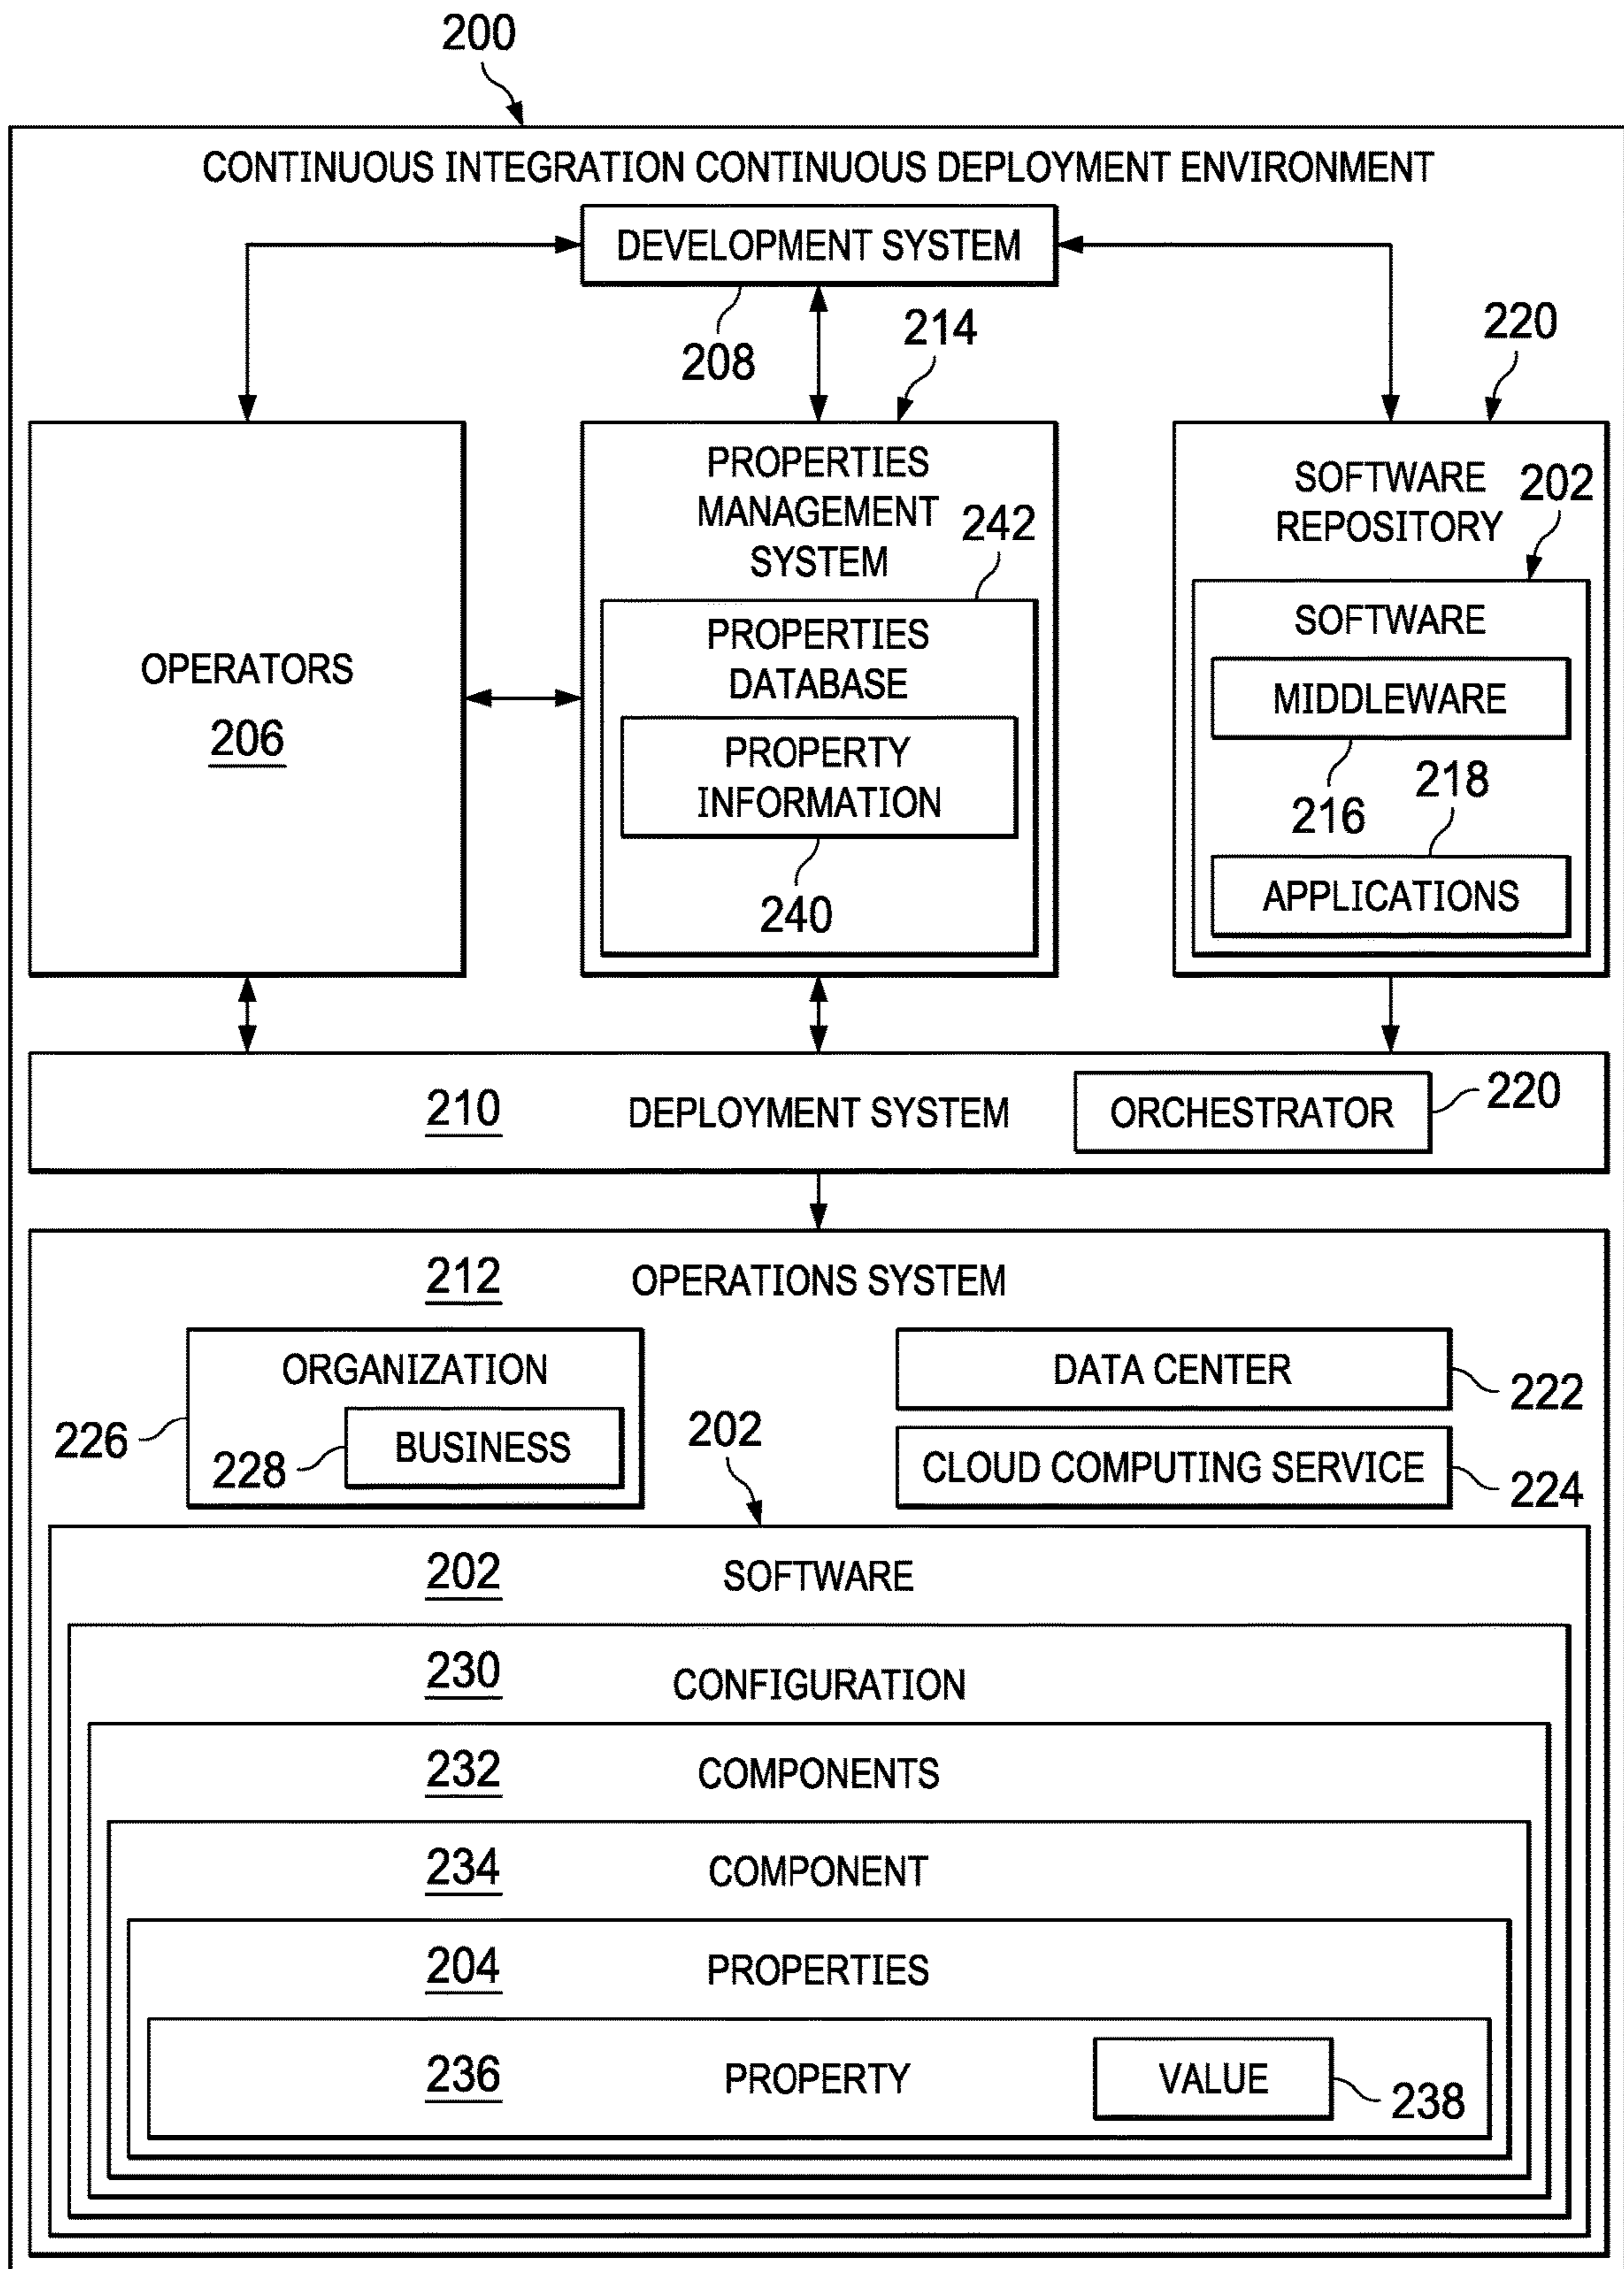 200
CONTINUOUS INTEGRATION CONTINUOUS DEPLOYMENT ENVIRONMENT
DEVELOPMENT SYSTEM
208
214
220
OPERATORS
206
PROPERTIES
MANAGEMENT
SYSTEM
242
PROPERTIES
DATABASE
PROPERTY
INFORMATION
240
SOFTWARE
REPOSITORY
202
SOFTWARE
MIDDLEWARE
216
218
APPLICATIONS
210
DEPLOYMENT SYSTEM
ORCHESTRATOR
220
212
OPERATIONS SYSTEM
ORGANIZATION
226
228
BUSINESS
DATA CENTER
222
CLOUD COMPUTING SERVICE
224
202
202
SOFTWARE
230
CONFIGURATION
232
COMPONENTS
234
COMPONENT
204
PROPERTIES
236
PROPERTY
VALUE
238